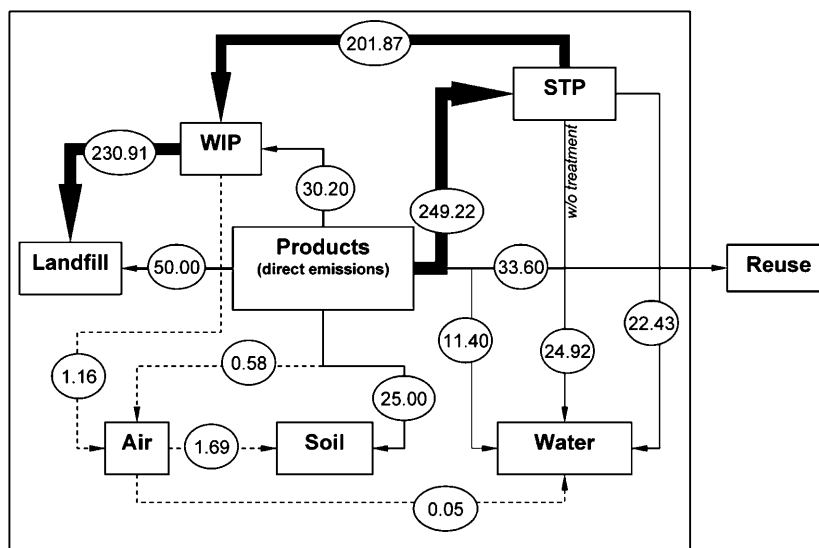 201.87
STP
WIP
230.91
w/o treatment
30.20
249.22
Products
(direct emissions)
Landfill
50.00
33.60
Reuse
11.40
24.92
22.43
1.16
0.58
25.00
Air
1.69
Soil
Water
0.05